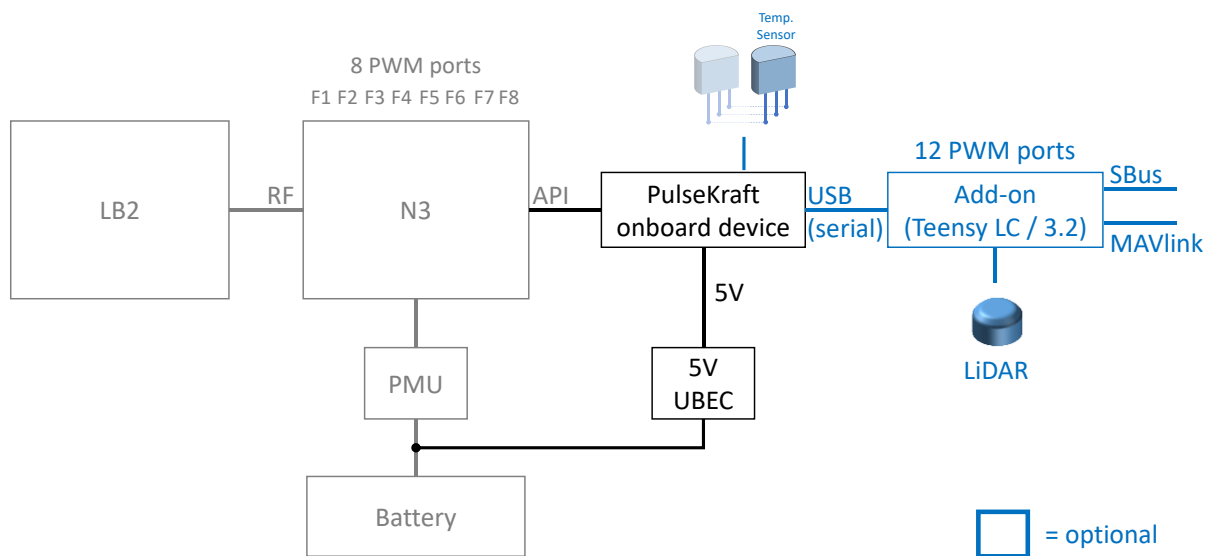 Temp.
Sensor
8 PWM ports
F1 F2 F3 F4 F5 F6 F7 F8
12 PWM ports
LB2
RF
N3
API
PulseKraft
onboard device
USB
(serial)
Add-on
(Teensy LC / 3.2)
SBus
MAVlink
5V
LiDAR
PMU
5V
UBEC
Battery
= optional